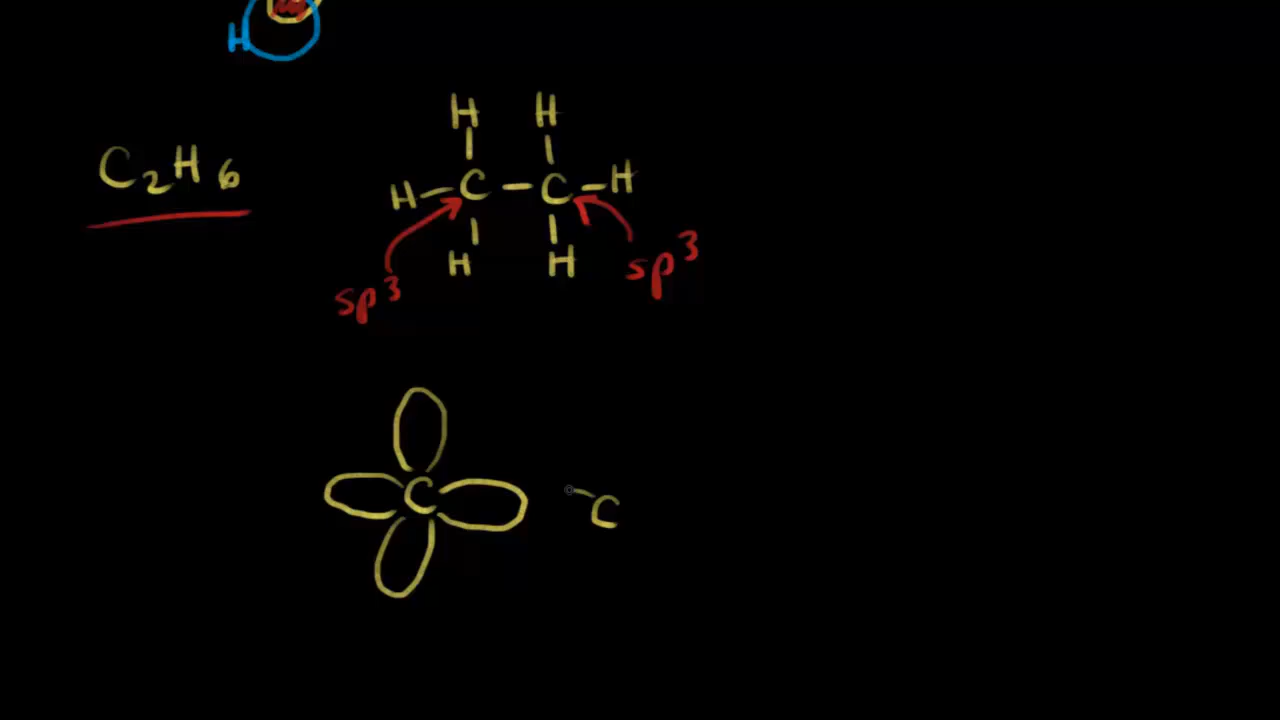 H
C₂H₆
H H
H–C–C–H
H H
sp³ sp³
C C